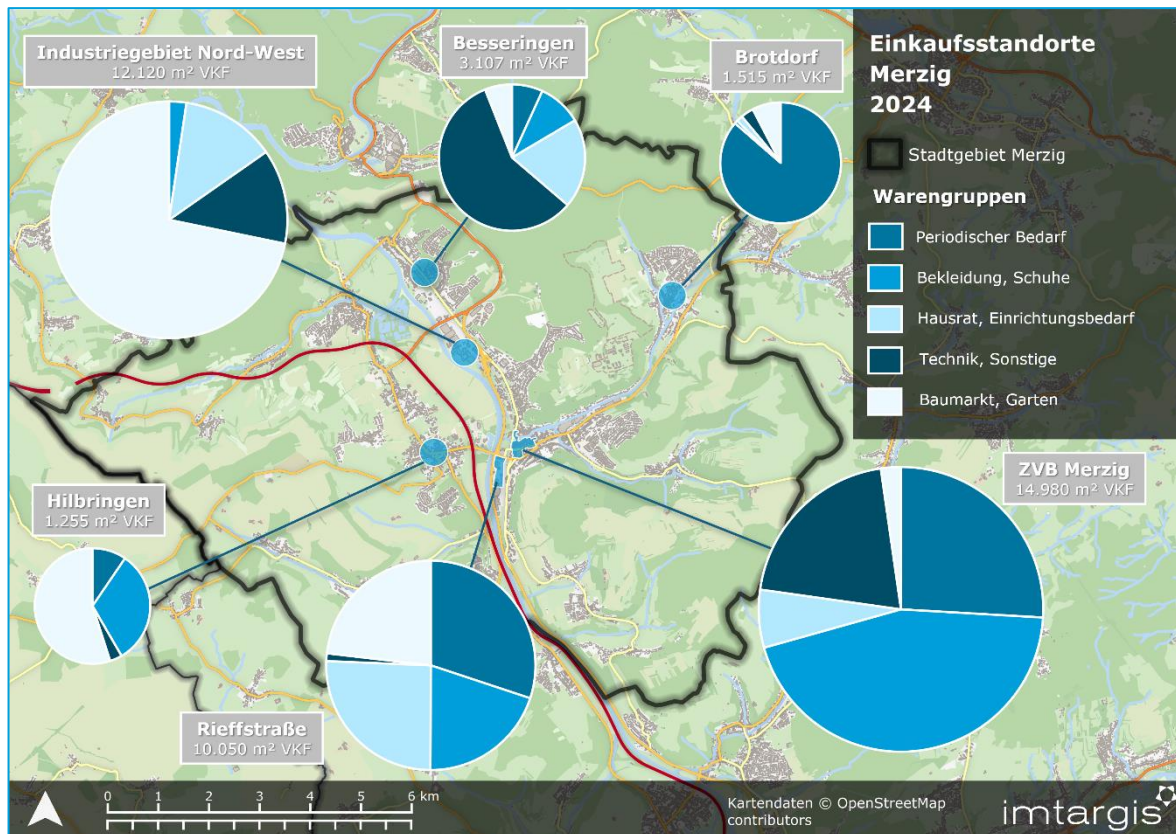 Industriegebiet Nord-West
12.120 m² VKF
Besseringen
3.107 m² VKF
Brotdorf
1.515 m² VKF
Einkaufsstandorte
Merzig
2024
Stadtgebiet Merzig
Warengruppen
Periodischer Bedarf
Bekleidung, Schuhe
Hausrat, Einrichtungsbedarf
Technik, Sonstige
Baumarkt, Garten
ZVB Merzig
14.980 m² VKF
Hilbringen
1.255 m² VKF
Rieffstraße
10.050 m² VKF
0 1 2 3 4 5 6 km
Kartendaten © OpenStreetMap
contributors
imtargis